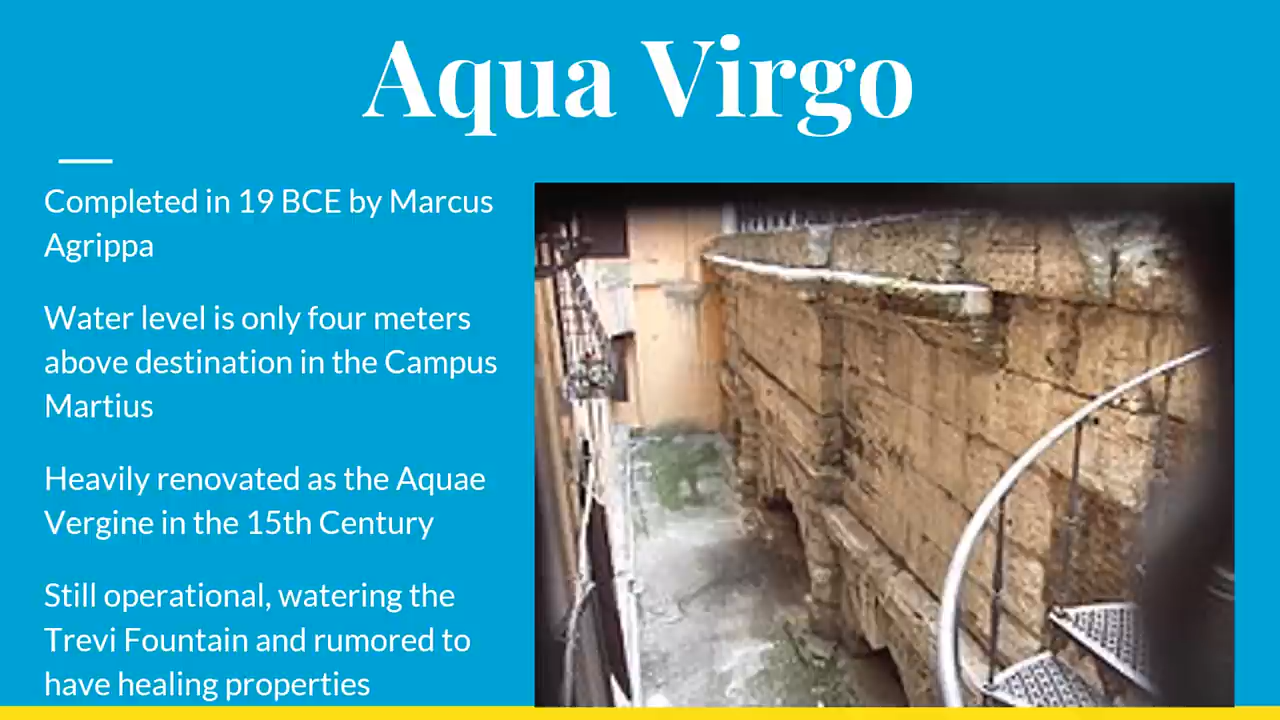 Aqua Virgo
Completed in 19 BCE by Marcus
Agrippa
Water level is only four meters
above destination in the Campus
Martius
Heavily renovated as the Aquae
Vergine in the 15th Century
Still operational, watering the
Trevi Fountain and rumored to
have healing properties